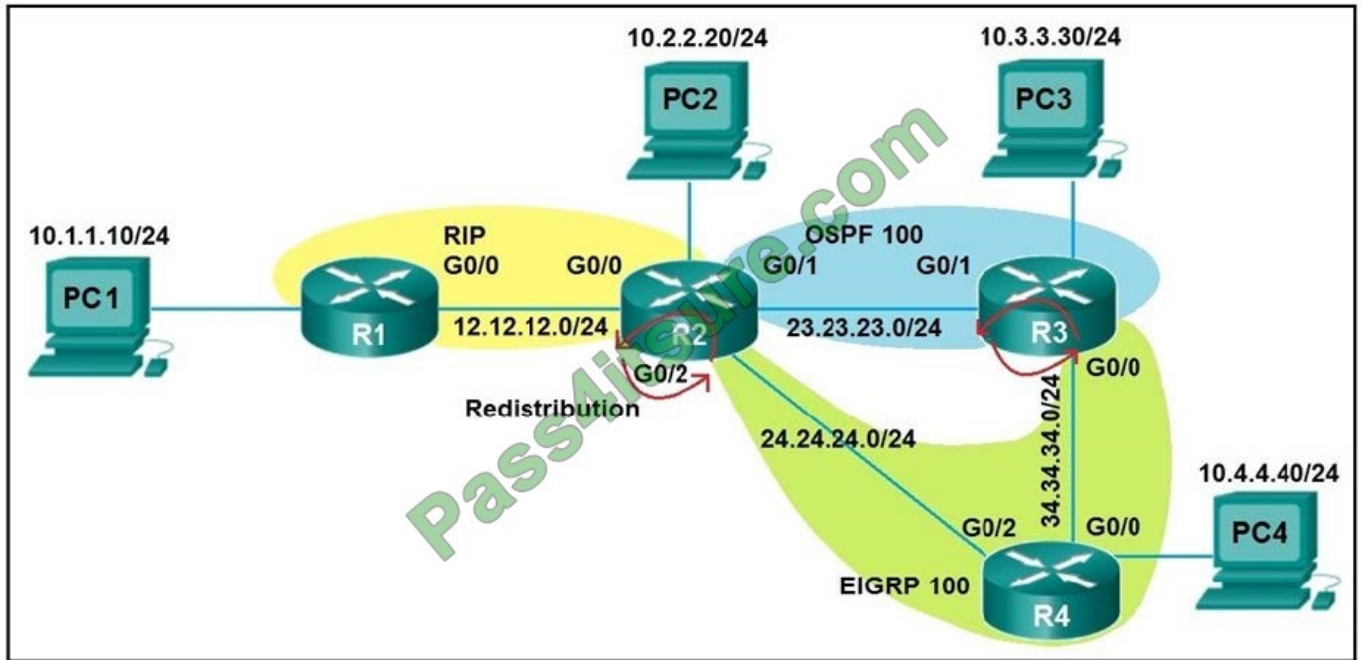 10.2.2.20/24
10.3.3.30/24
PC2
PC3
10.1.1.10/24
PC1
RIP
OSPF 100
G0/0
G0/0
G0/1
G0/1
R1
12.12.12.0/24
R2
23.23.23.0/24
R3
G0/2
G0/0
Redistribution
24.24.24.0/24
34.34.34.0/24
10.4.4.40/24
G0/2
G0/0
PC4
EIGRP 100
R4
Pass4itsure.com